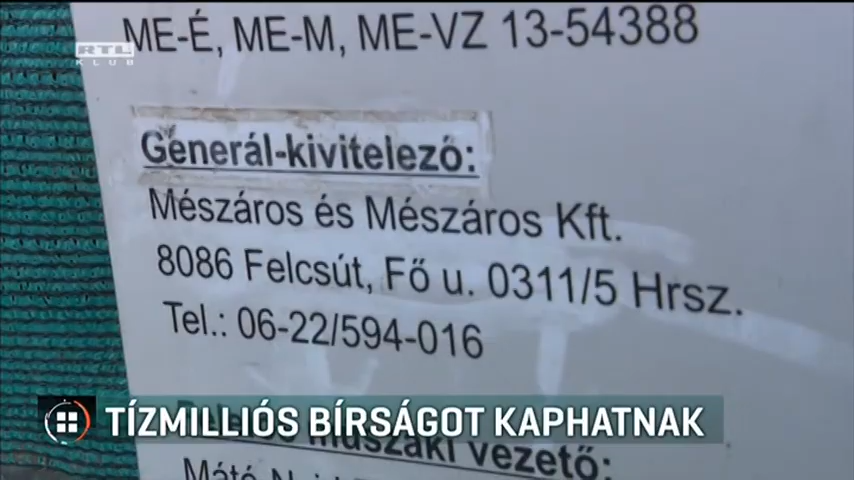 ME-É, ME-M, ME-VZ 13-54388
RTL
KLUB
Generál-kivitelező:
Mészáros és Mészáros Kft.
8086 Felcsút, Fő u. 0311/5 Hrsz.
Tel.: 06-22/594-016
TÍZMILLIÓS BÍRSÁGOT KAPHATNAK
műszaki vezető:
Máté